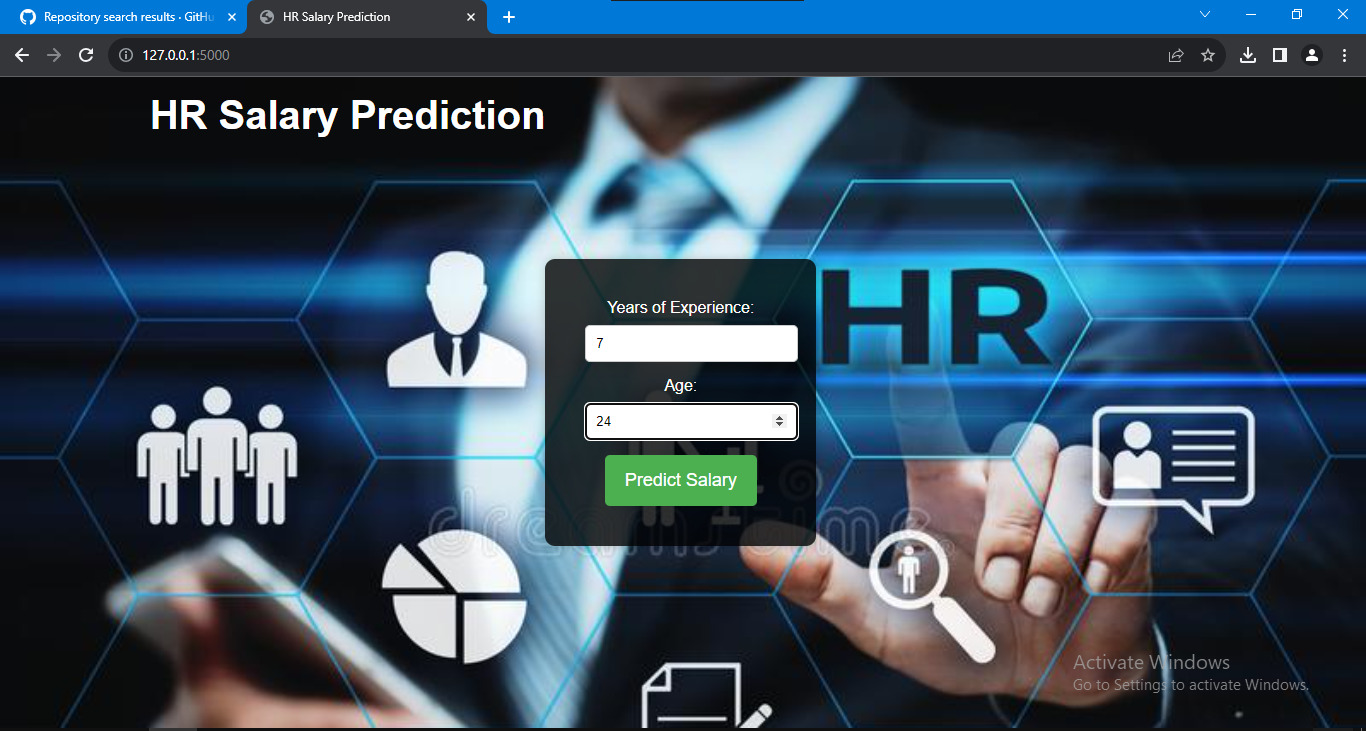 Repository search results · GitHu
HR Salary Prediction
127.0.0.1:5000
HR Salary Prediction
HR
Years of Experience:
7
Age:
24
Predict Salary
dreamstime
Activate Windows
Go to Settings to activate Windows.